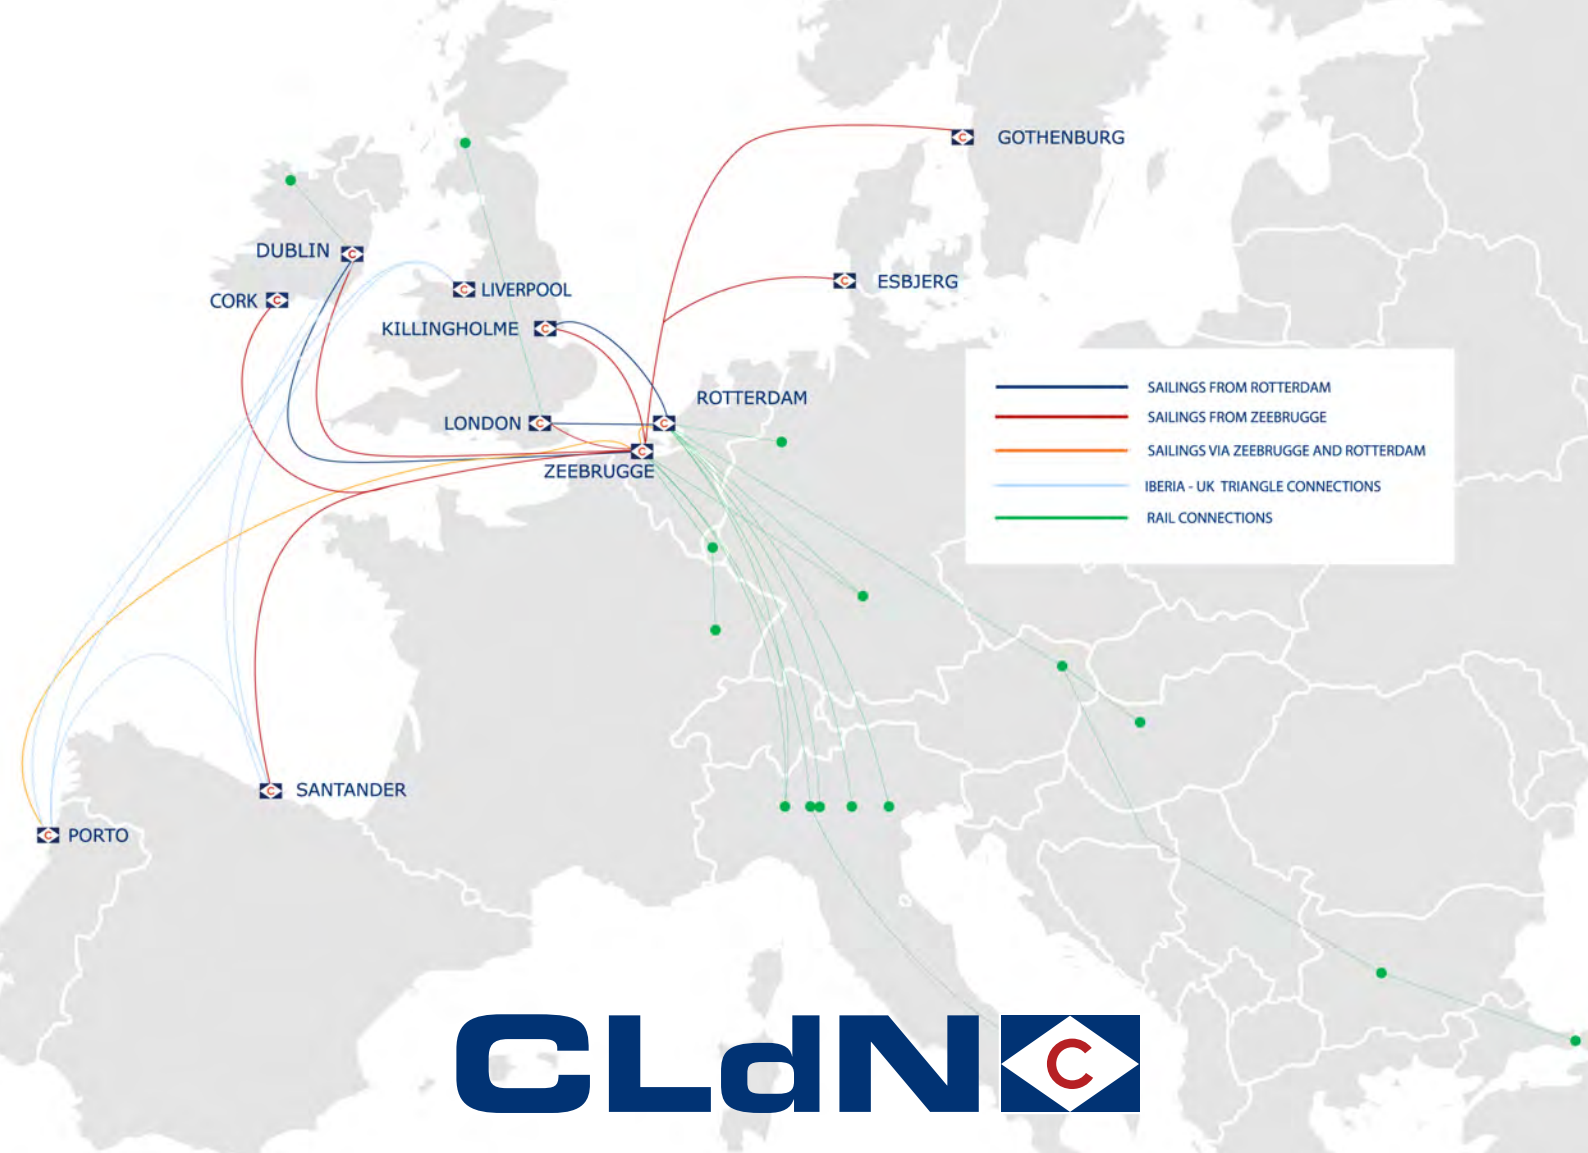 GOTHENBURG
DUBLIN
ESBJERG
CORK
LIVERPOOL
KILLINGHOLME
ROTTERDAM
LONDON
ZEEBRUGGE
SAILINGS FROM ROTTERDAM
SAILINGS FROM ZEEBRUGGE
SAILINGS VIA ZEEBRUGGE AND ROTTERDAM
IBERIA - UK TRIANGLE CONNECTIONS
RAIL CONNECTIONS
SANTANDER
PORTO
CLdN C